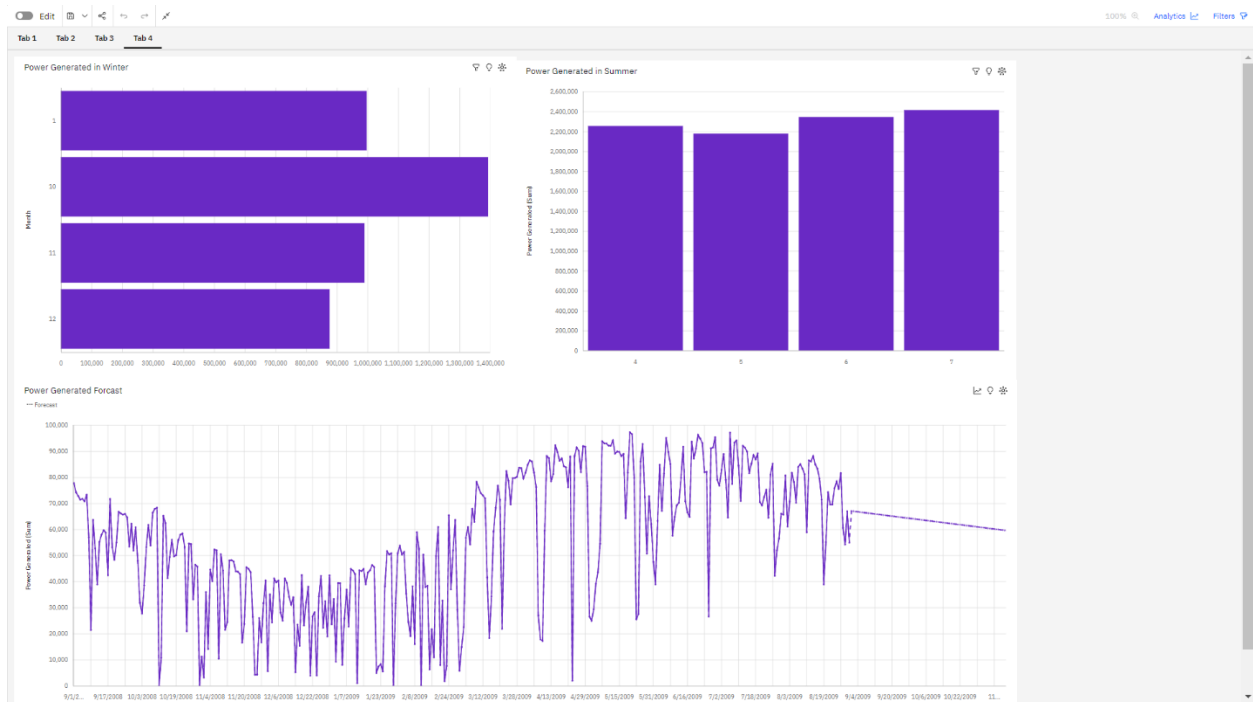 Edit
100% Analytics Filters
Tab 1 Tab 2 Tab 3 Tab 4
Power Generated in Winter
Month
1
10
11
12
0 100,000 200,000 300,000 400,000 500,000 600,000 700,000 800,000 900,000 1,000,000 1,100,000 1,200,000 1,300,000 1,400,000
Power Generated in Summer
Power Generated (Sum)
2,600,000
2,400,000
2,200,000
2,000,000
1,800,000
1,600,000
1,400,000
1,200,000
1,000,000
800,000
600,000
400,000
200,000
0
4 5 6 7
Power Generated Forcast
Forecast
Power Generated (Sum)
100,000
90,000
80,000
70,000
60,000
50,000
40,000
30,000
20,000
10,000
0
9/1/2... 9/17/2008 10/3/2008 10/19/2008 11/4/2008 11/20/2008 12/6/2008 12/22/2008 1/7/2009 1/23/2009 2/8/2009 2/24/2009 3/12/2009 3/28/2009 4/13/2009 4/29/2009 5/15/2009 5/31/2009 6/16/2009 7/2/2009 7/18/2009 8/3/2009 8/19/2009 9/4/2009 9/20/2009 10/6/2009 10/22/2009 11...